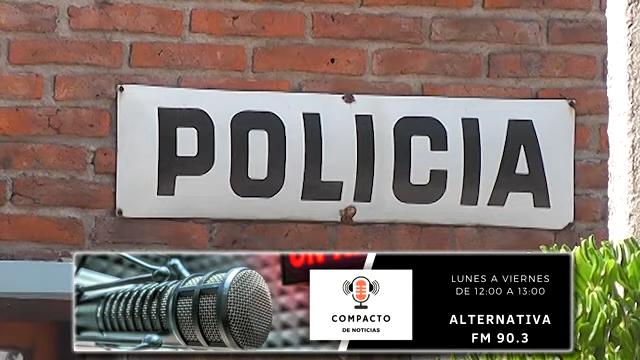 POLICIA
COMPACTO
DE NOTICIAS
LUNES A VIERNES
DE 12:00 A 13:00
ALTERNATIVA
FM 90.3